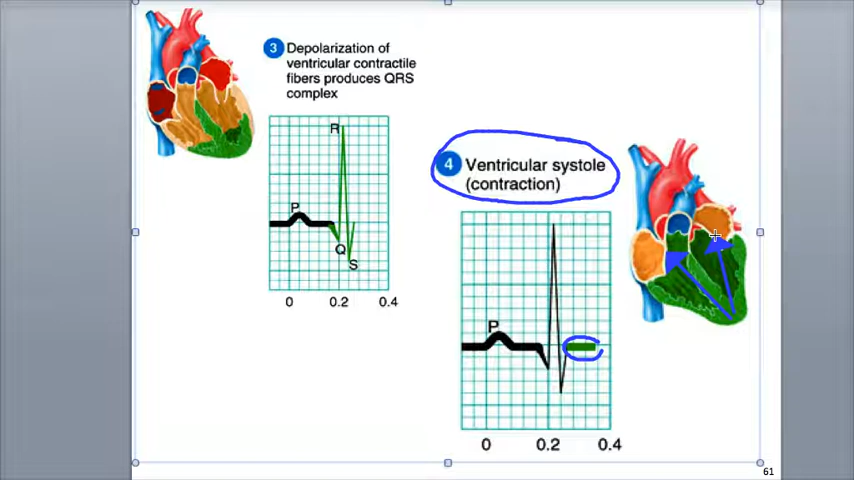 3 Depolarization of
ventricular contractile
fibers produces QRS
complex
R
P
Q
S
0 0.2 0.4
4 Ventricular systole
(contraction)
P
0 0.2 0.4
61